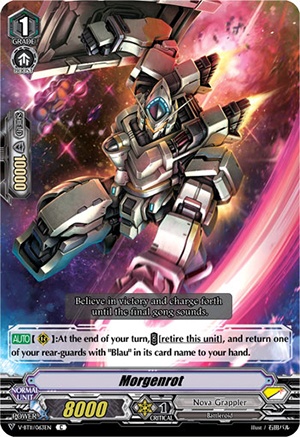 1
GRADE
BOOST
10000
Believe in victory and charge forth
until the final gong sounds.
AUTO [ ]:At the end of your turn, [retire this unit], and return one
of your rear-guards with "Blau" in its card name to your hand.
Morgenrot
NORMAL UNIT
Nova Grappler
Battleroid
POWER 8000
1
CRITICAL
V-BT11/063EN C
Illust /